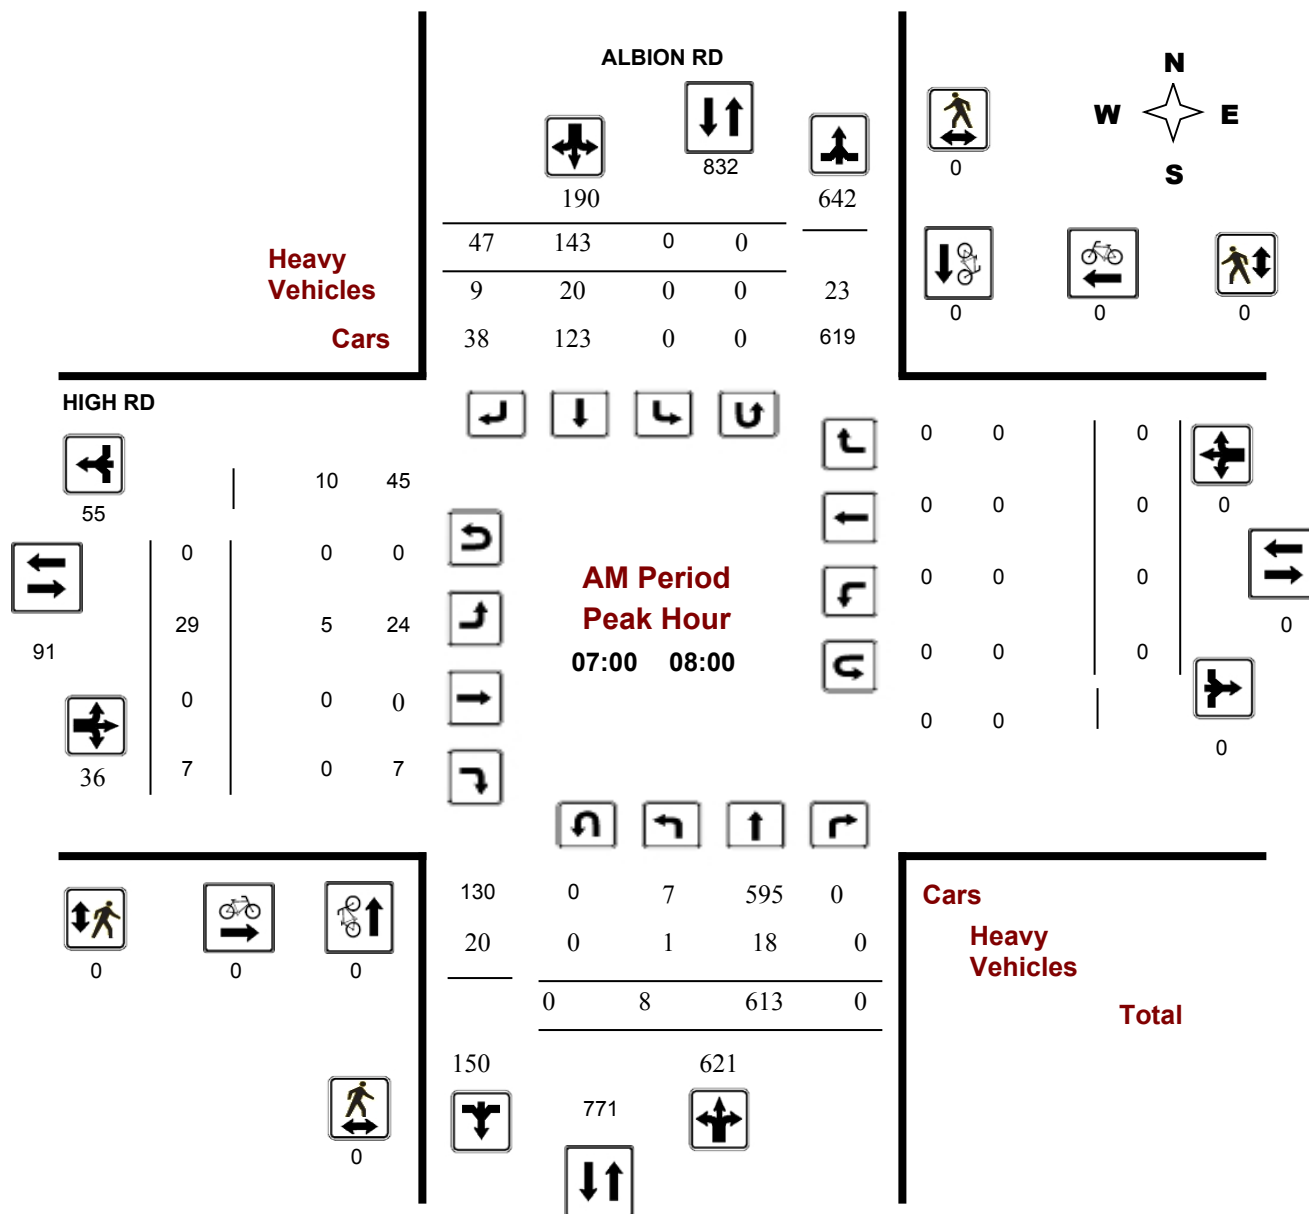 ALBION RD
N
W E
S
832
0
190 642
47 143 0 0
Heavy
Vehicles
9 20 0 0 23
Cars
38 123 0 0 619
0 0 0
HIGH RD
0 0 0
10 45
55
0 0 0
0
0 0 0
AM Period
Peak Hour
07:00 08:00
0 0 0
29 5 24
0
91
0 0 0
0 0 0
0 0
0
36
7 0 7
130 0 7 595 0
Cars
20 0 1 18 0
Heavy
Vehicles
0 0 0
0 8 613 0
Total
150 621
771
0